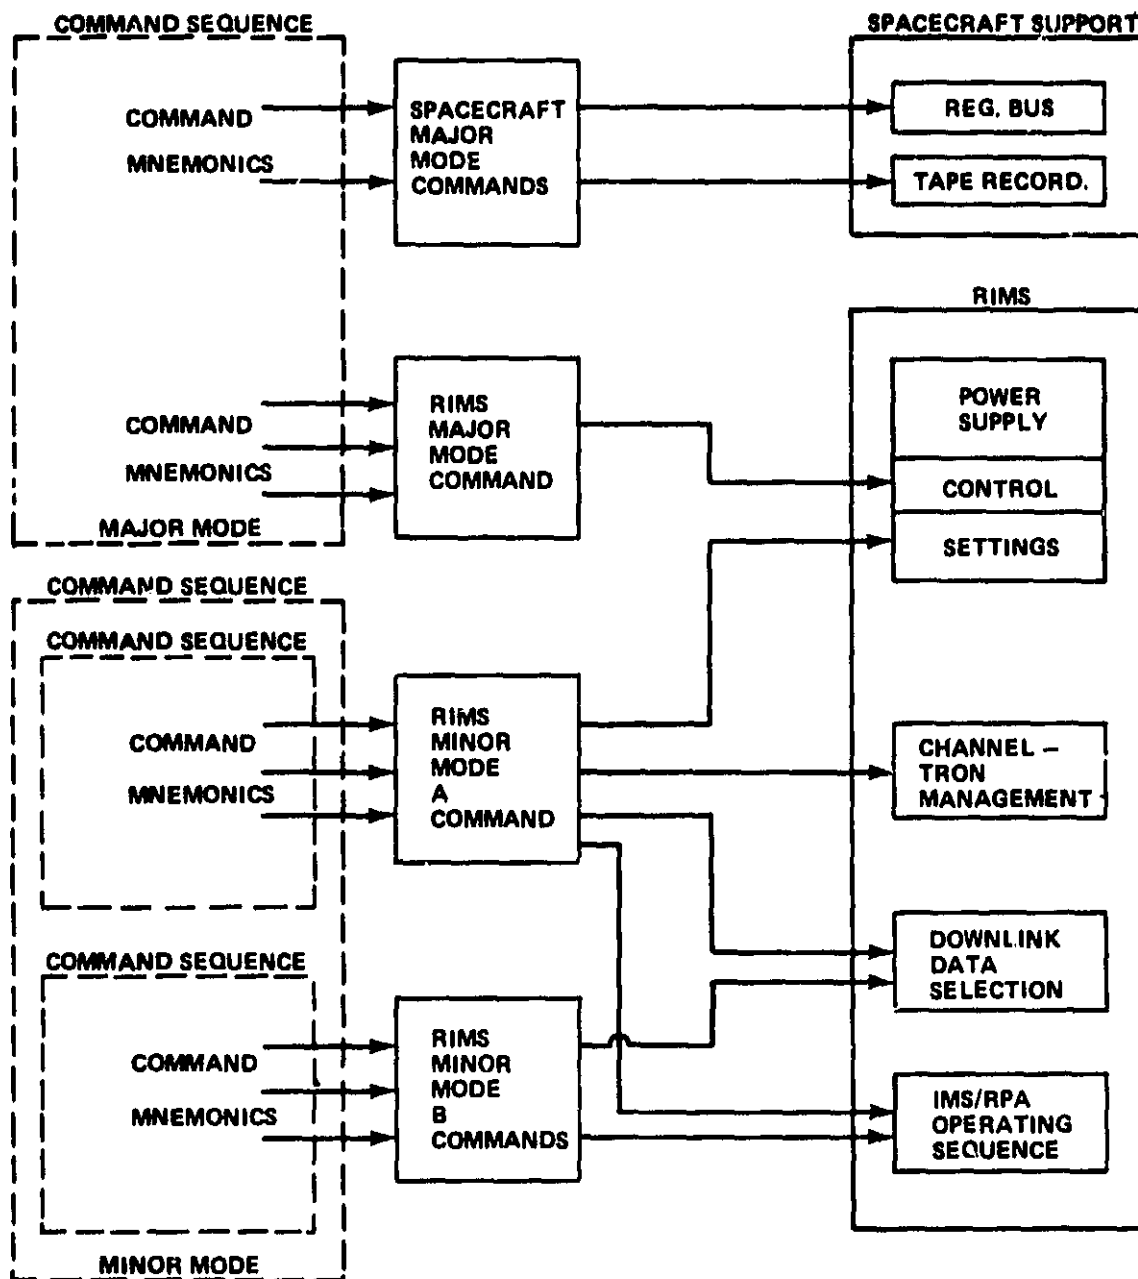 COMMAND SEQUENCE
SPACECRAFT SUPPORT
COMMAND
MNEMONICS
SPACECRAFT
MAJOR
MODE
COMMANDS
REG. BUS
TAPE RECORD.
RIMS
COMMAND
MNEMONICS
MAJOR MODE
RIMS
MAJOR
MODE
COMMAND
POWER
SUPPLY
CONTROL
SETTINGS
COMMAND SEQUENCE
COMMAND SEQUENCE
COMMAND
MNEMONICS
RIMS
MINOR
MODE
A
COMMAND
CHANNEL –
TRON
MANAGEMENT
COMMAND SEQUENCE
COMMAND
MNEMONICS
MINOR MODE
RIMS
MINOR
MODE
B
COMMANDS
DOWNLINK
DATA
SELECTION
IMS/RPA
OPERATING
SEQUENCE